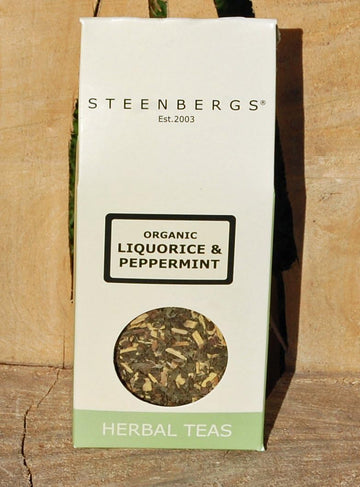 STEENBERGS®
Est.2003
ORGANIC
LIQUORICE &
PEPPERMINT
HERBAL TEAS